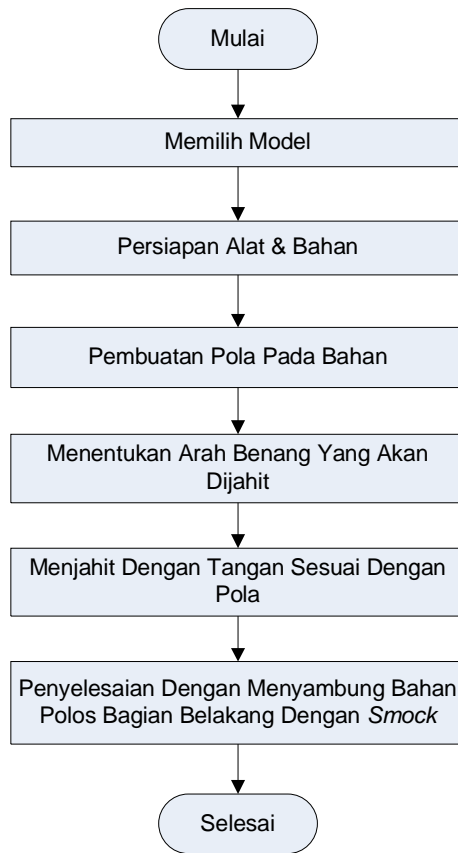 Mulai
Memilih Model
Persiapan Alat & Bahan
Pembuatan Pola Pada Bahan
Menentukan Arah Benang Yang Akan
Dijahit
Menjahit Dengan Tangan Sesuai Dengan
Pola
Penyelesaian Dengan Menyambung Bahan
Polos Bagian Belakang Dengan Smock
Selesai